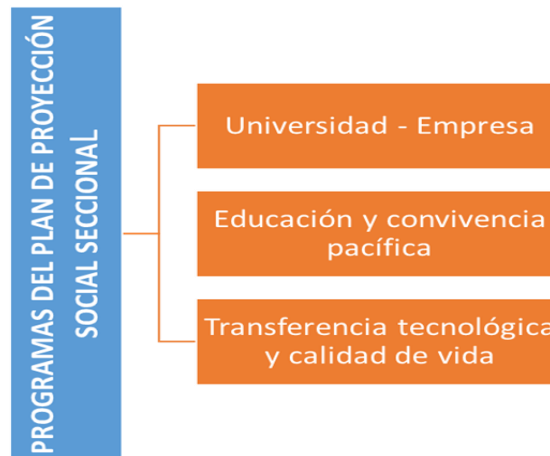 PROGRAMAS DEL PLAN DE PROYECCIÓN
SOCIAL SECCIONAL
Universidad - Empresa
Educación y convivencia
pacífica
Transferencia tecnológica
y calidad de vida